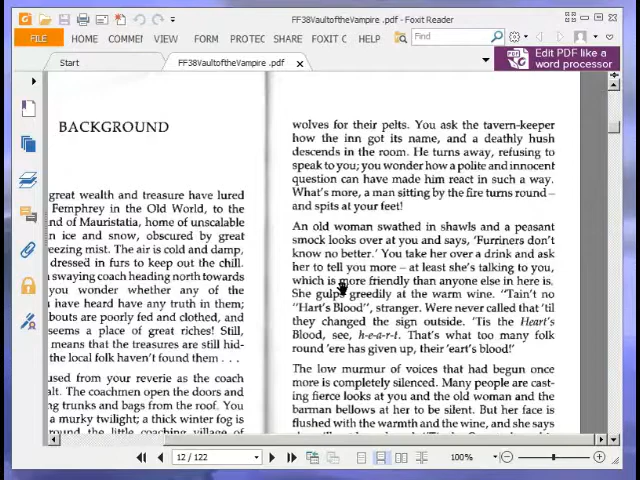 FF38VaultoftheVampire .pdf - Foxit Reader
FILE HOME COMMEI VIEW FORM PROTEC SHARE FOXIT C HELP Find
Start FF38VaultoftheVampire .pdf
Edit PDF like a
word processor
BACKGROUND
great wealth and treasure have lured
Femphrey in the Old World, to the
nd of Mauristatia, home of unscalable
in ice and snow, obscured by great
eezing mist. The air is cold and damp,
dressed in furs to keep out the chill.
swaying coach heading north towards
you wonder whether any of the
have heard have any truth in them;
bouts are poorly fed and clothed, and
seems a place of great riches! Still,
means that the treasures are still hid-
the local folk haven't found them . . .
used from your reverie as the coach
alt. The coachmen open the doors and
ng trunks and bags from the roof. You
a murky twilight; a thick winter fog is
round the little coaching village of
wolves for their pelts. You ask the tavern-keeper
how the inn got its name, and a deathly hush
descends in the room. He turns away, refusing to
speak to you; you wonder how a polite and innocent
question can have made him react in such a way.
What's more, a man sitting by the fire turns round –
and spits at your feet!
An old woman swathed in shawls and a peasant
smock looks over at you and says, 'Furriners don't
know no better.' You take her over a drink and ask
her to tell you more – at least she's talking to you,
which is more friendly than anyone else in here is.
She gulps greedily at the warm wine. "Tain't no
"Hart's Blood", stranger. Were never called that 'til
they changed the sign outside. 'Tis the Heart's
Blood, see, h-e-a-r-t. That's what too many folk
round 'ere has given up, their 'eart's blood!'
The low murmur of voices that had begun once
more is completely silenced. Many people are cast-
ing fierce looks at you and the old woman and the
barman bellows at her to be silent. But her face is
flushed with the warmth and the wine, and she says
12 / 122 100%